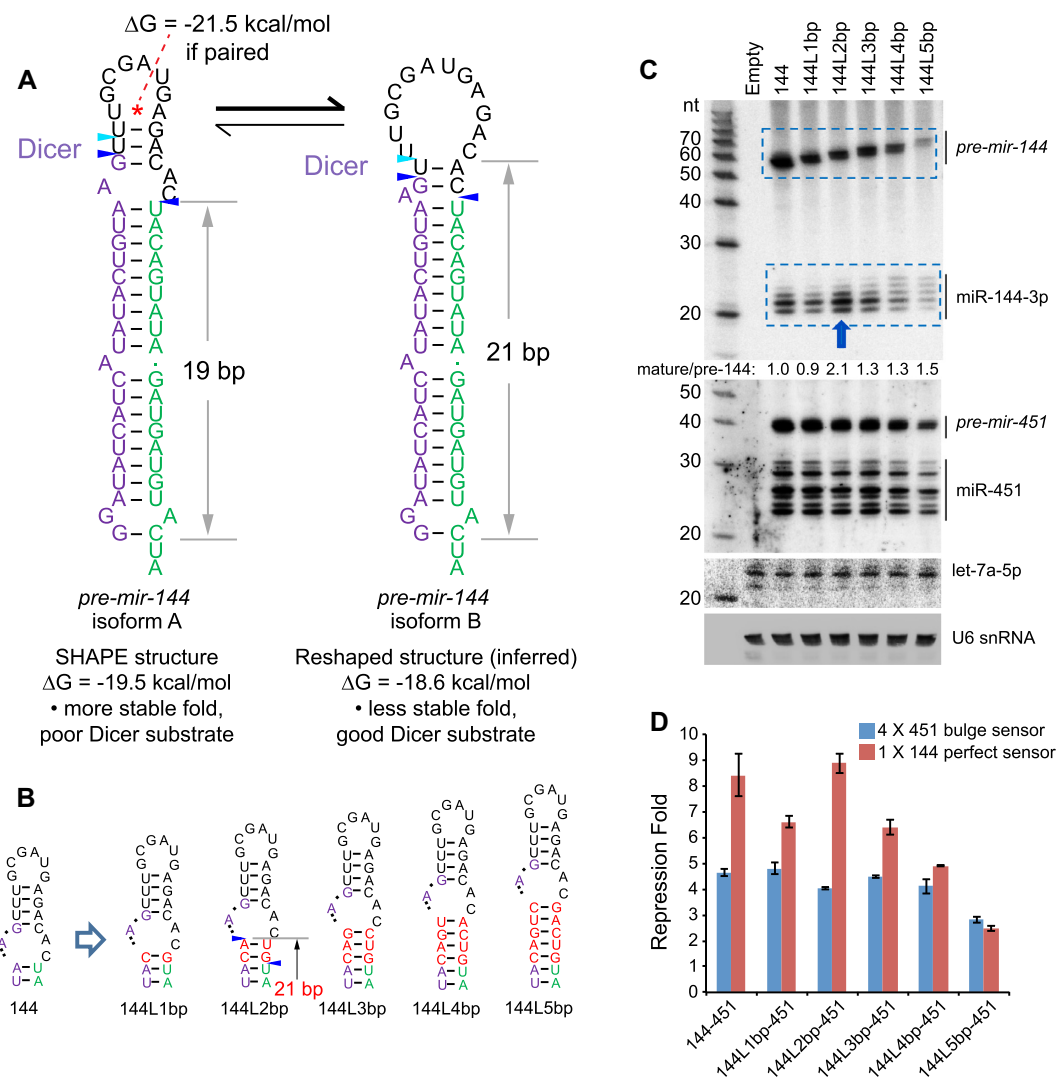 A
ΔG = -21.5 kcal/mol
if paired
*
Dicer
Dicer
19 bp
21 bp
pre-mir-144
isoform A
pre-mir-144
isoform B
SHAPE structure
ΔG = -19.5 kcal/mol
• more stable fold,
poor Dicer substrate
Reshaped structure (inferred)
ΔG = -18.6 kcal/mol
• less stable fold,
good Dicer substrate
B
21 bp
144
144L1bp
144L2bp
144L3bp
144L4bp
144L5bp
C
Empty
144
144L1bp
144L2bp
144L3bp
144L4bp
144L5bp
nt
70
60
50
40
30
20
pre-mir-144
miR-144-3p
mature/pre-144: 1.0 0.9 2.1 1.3 1.3 1.5
50
40
30
20
pre-mir-451
miR-451
20
let-7a-5p
U6 snRNA
D
4 X 451 bulge sensor
1 X 144 perfect sensor
Repression Fold
10
9
8
7
6
5
4
3
2
1
0
144-451
144L1bp-451
144L2bp-451
144L3bp-451
144L4bp-451
144L5bp-451